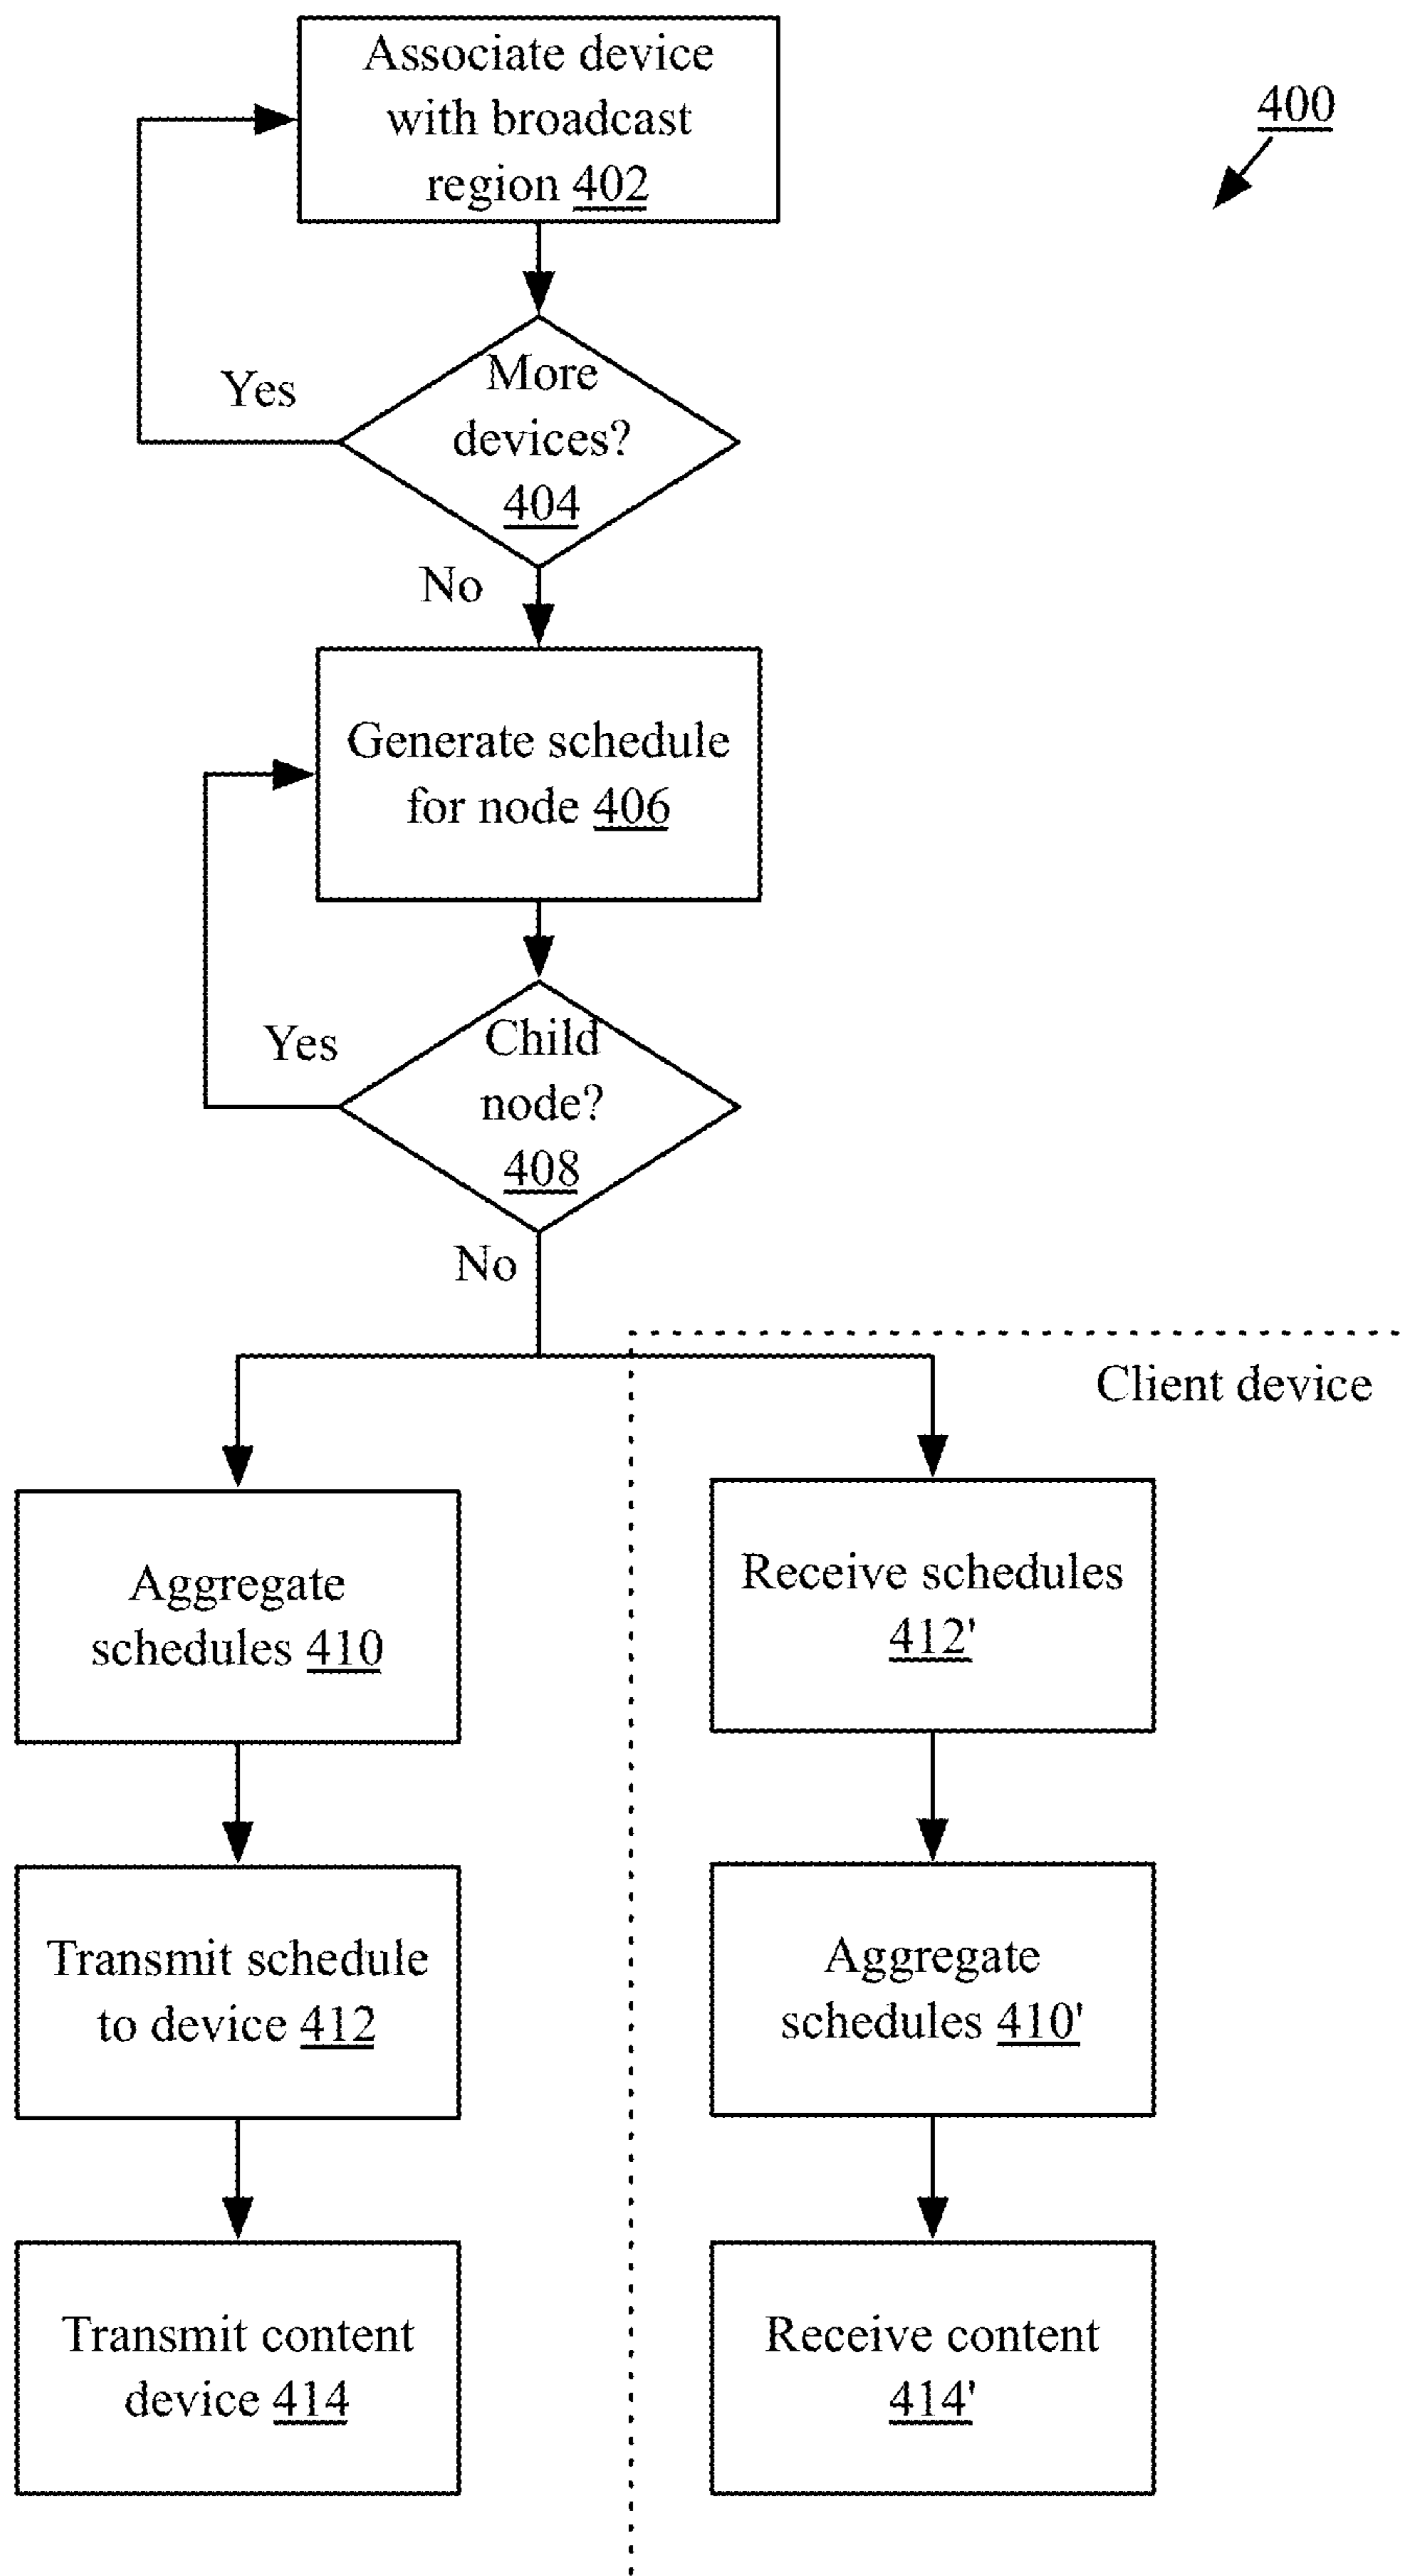 Associate device
with broadcast
region 402
400
More
devices?
404
Yes
No
Generate schedule
for node 406
Child
node?
408
Yes
No
Client device
Aggregate
schedules 410
Receive schedules
412'
Transmit schedule
to device 412
Aggregate
schedules 410'
Transmit content
device 414
Receive content
414'